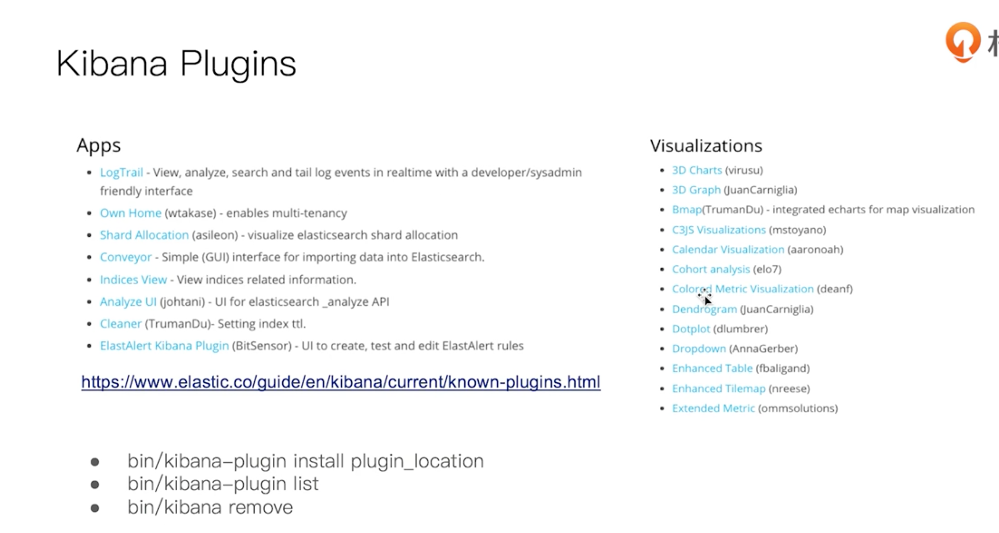 Kibana Plugins
Apps
• LogTrail - View, analyze, search and tail log events in realtime with a developer/sysadmin
friendly interface
• Own Home (wtakase) - enables multi-tenancy
• Shard Allocation (asileon) - visualize elasticsearch shard allocation
• Conveyor - Simple (GUI) interface for importing data into Elasticsearch.
• Indices View - View indices related information.
• Analyze UI (johtani) - UI for elasticsearch _analyze API
• Cleaner (TrumanDu)- Setting index ttl.
• ElastAlert Kibana Plugin (BitSensor) - UI to create, test and edit ElastAlert rules
https://www.elastic.co/guide/en/kibana/current/known-plugins.html
Visualizations
• 3D Charts (virusu)
• 3D Graph (JuanCarniglia)
• Bmap(TrumanDu) - integrated echarts for map visualization
• C3JS Visualizations (mstoyano)
• Calendar Visualization (aaronoah)
• Cohort analysis (elo7)
• Colored Metric Visualization (deanf)
• Dendrogram (JuanCarniglia)
• Dotplot (dlumbrer)
• Dropdown (AnnaGerber)
• Enhanced Table (fbaligand)
• Enhanced Tilemap (nreese)
• Extended Metric (ommsolutions)
• bin/kibana–plugin install plugin_location
• bin/kibana–plugin list
• bin/kibana remove